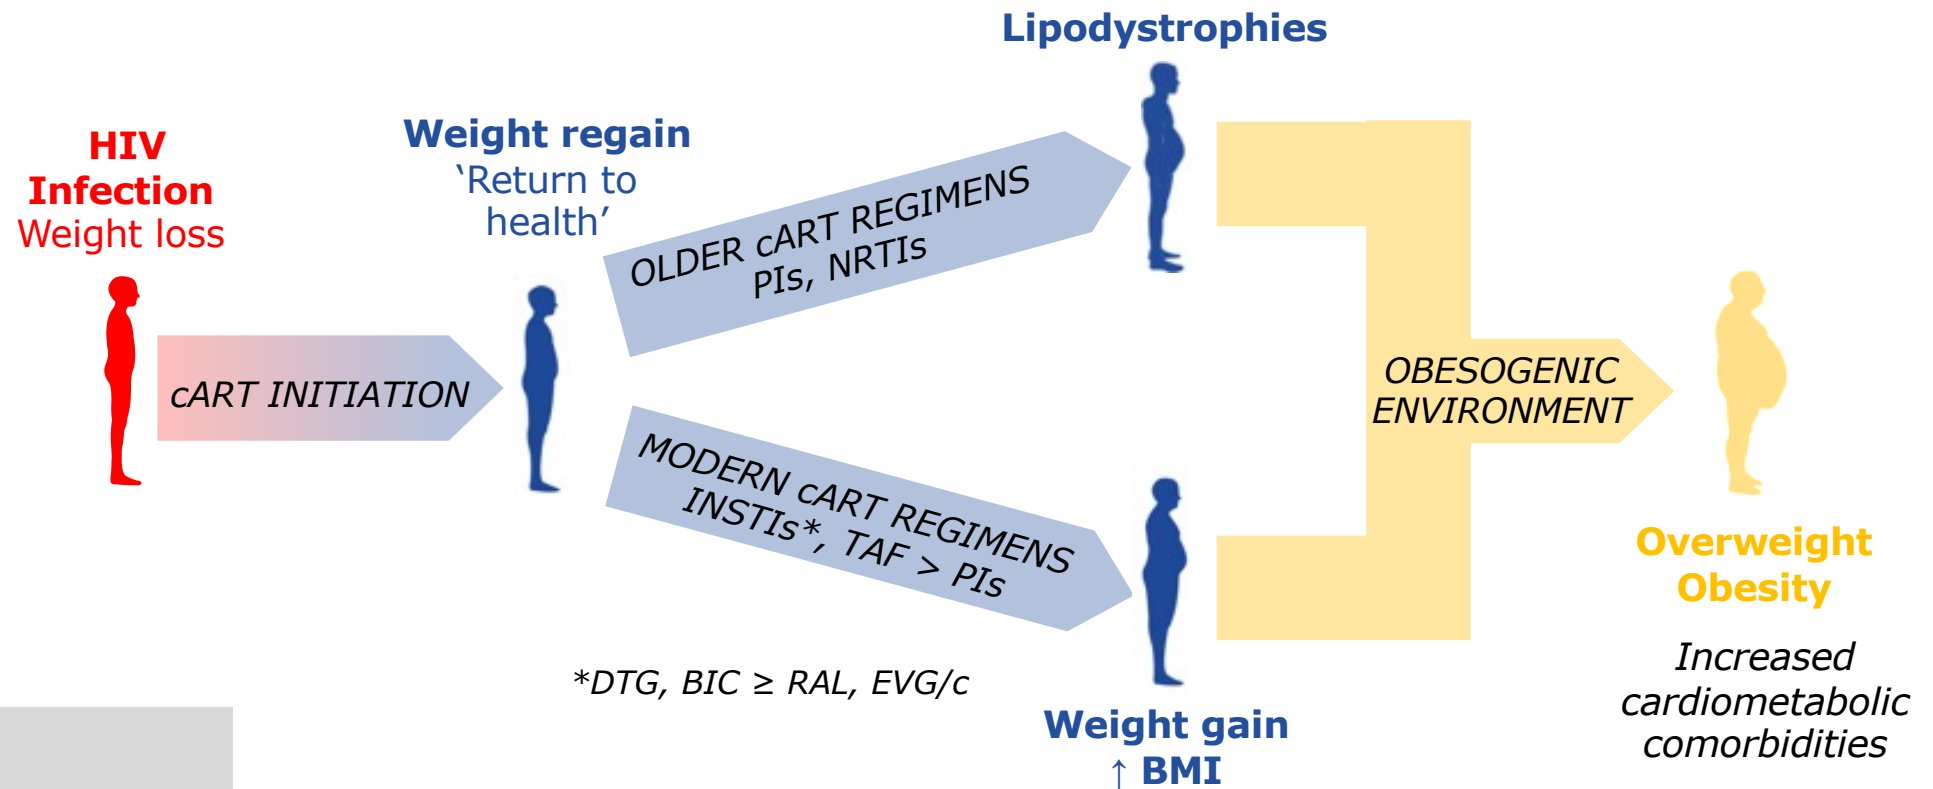 HIV
Infection
Weight loss
cART INITIATION
Weight regain
‘Return to
health’
OLDER cART REGIMENS
PIs, NRTIs
Lipodystrophies
MODERN cART REGIMENS
INSTIs*, TAF > PIs
*DTG, BIC ≥ RAL, EVG/c
Weight gain
↑ BMI
OBESOGENIC
ENVIRONMENT
Overweight
Obesity
Increased
cardiometabolic
comorbidities